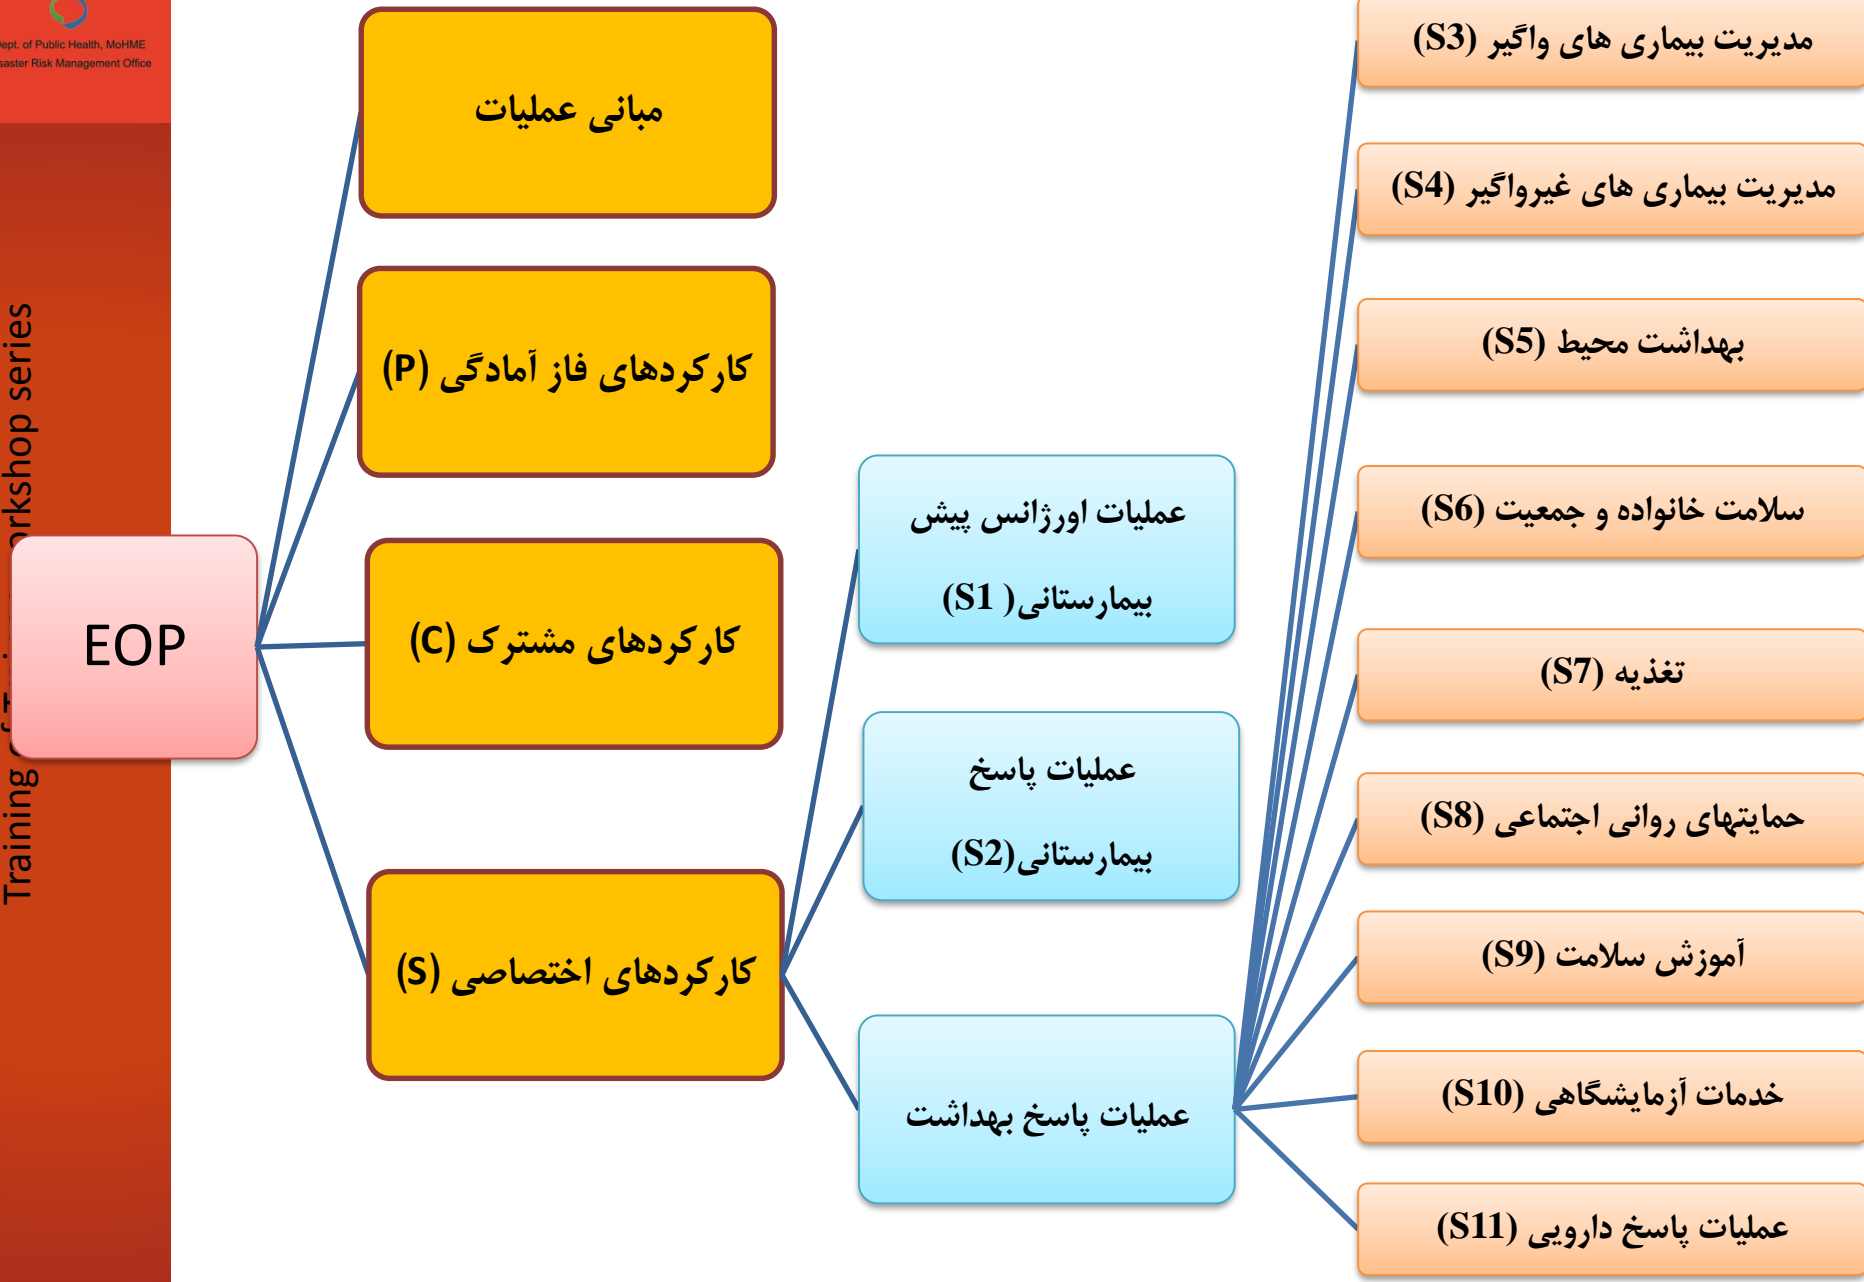 Dept. of Public Health, MoHME
Disaster Risk Management Office
Training
workshop series
EOP
مبانی عملیات
کارکردهای فاز آمادگی (P)
کارکردهای مشترک (C)
کارکردهای اختصاصی (S)
عملیات اورژانس پیش
بیمارستانی( S1)
عملیات پاسخ
بیمارستانی(S2)
عملیات پاسخ بهداشت
مدیریت بیماری های واگیر (S3)
مدیریت بیماری های غیرواگیر (S4)
بهداشت محیط (S5)
سلامت خانواده و جمعیت (S6)
تغذیه (S7)
حمایتهای روانی اجتماعی (S8)
آموزش سلامت (S9)
خدمات آزمایشگاهی (S10)
عملیات پاسخ دارویی (S11)